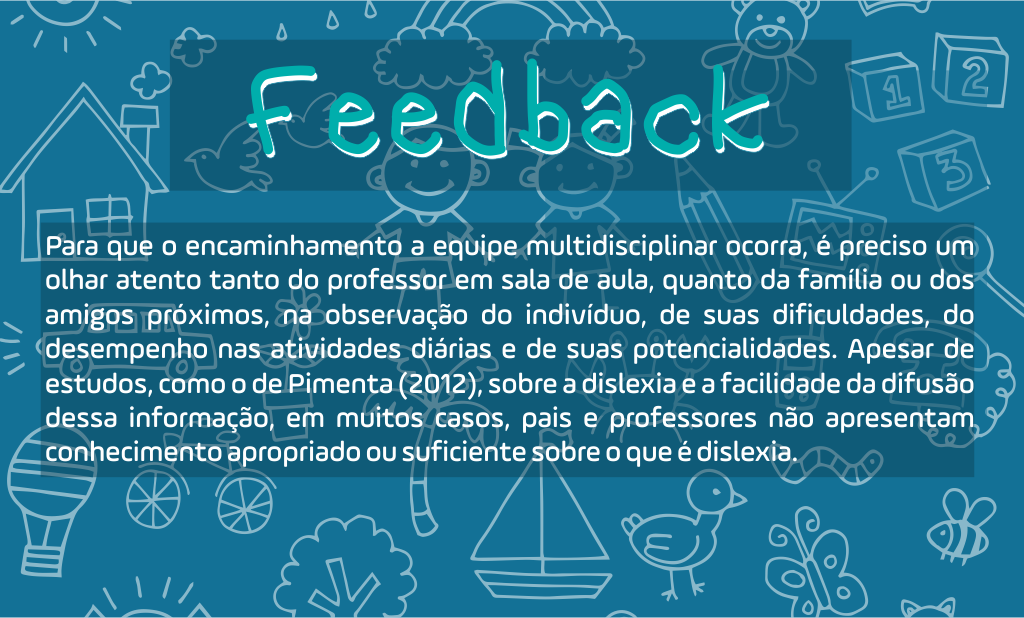 Feedback
1
2
3
Para que o encaminhamento a equipe multidisciplinar ocorra, é preciso um
olhar atento tanto do professor em sala de aula, quanto da família ou dos
amigos próximos, na observação do indivíduo, de suas dificuldades, do
desempenho nas atividades diárias e de suas potencialidades. Apesar de
estudos, como o de Pimenta (2012), sobre a dislexia e a facilidade da difusão
dessa informação, em muitos casos, pais e professores não apresentam
conhecimento apropriado ou suficiente sobre o que é dislexia.